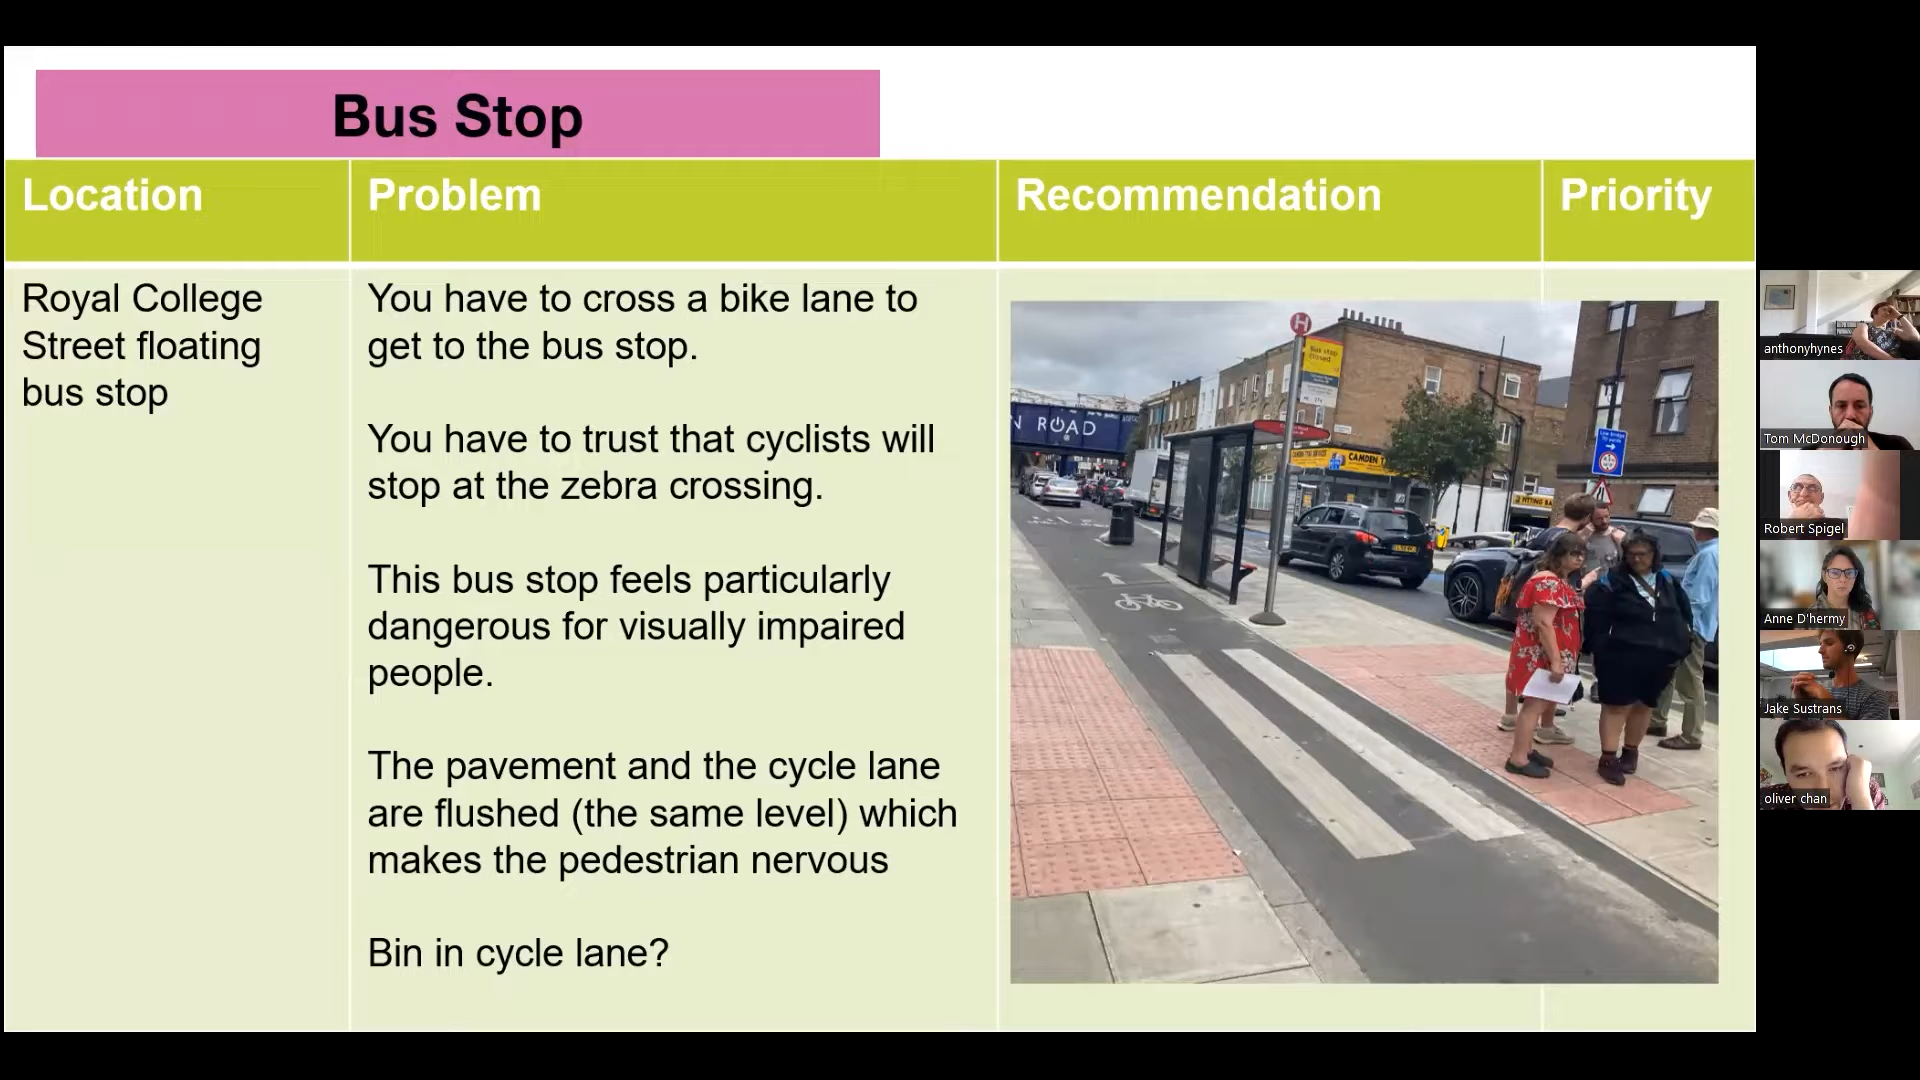 Bus Stop
Location
Problem
Recommendation
Priority
Royal College
Street floating
bus stop
You have to cross a bike lane to
get to the bus stop.
You have to trust that cyclists will
stop at the zebra crossing.
This bus stop feels particularly
dangerous for visually impaired
people.
The pavement and the cycle lane
are flushed (the same level) which
makes the pedestrian nervous
Bin in cycle lane?
N ROAD
Bus stop
closed
CAMDEN T
anthonyhynes
Tom McDonough
Robert Spigel
Anne D'hermy
Jake Sustrans
oliver chan